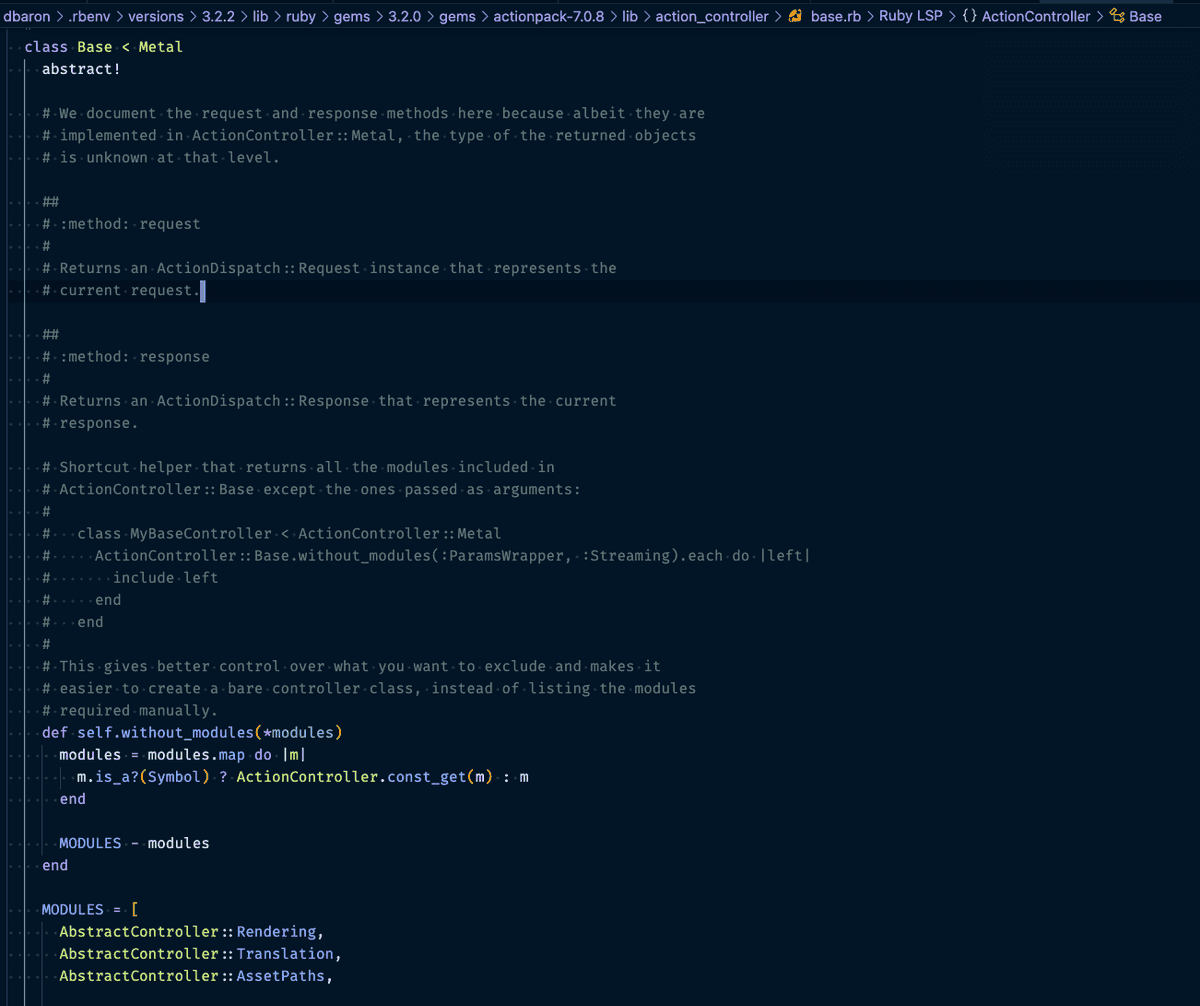 dbaron > .rbenv > versions > 3.2.2 > lib > ruby > gems > 3.2.0 > gems > actionpack-7.0.8 > lib > action_controller > base.rb > Ruby LSP > {} ActionController > Base
class Base < Metal
  abstract!

  # We document the request and response methods here because albeit they are
  # implemented in ActionController::Metal, the type of the returned objects
  # is unknown at that level.

  ##
  # :method: request
  #
  # Returns an ActionDispatch::Request instance that represents the
  # current request.

  ##
  # :method: response
  #
  # Returns an ActionDispatch::Response that represents the current
  # response.

  # Shortcut helper that returns all the modules included in
  # ActionController::Base except the ones passed as arguments:
  #
  #   class MyBaseController < ActionController::Metal
  #     ActionController::Base.without_modules(:ParamsWrapper, :Streaming).each do |left|
  #       include left
  #     end
  #   end
  #
  # This gives better control over what you want to exclude and makes it
  # easier to create a bare controller class, instead of listing the modules
  # required manually.
  def self.without_modules(*modules)
    modules = modules.map do |m|
      m.is_a?(Symbol) ? ActionController.const_get(m) : m
    end

    MODULES - modules
  end

  MODULES = [
    AbstractController::Rendering,
    AbstractController::Translation,
    AbstractController::AssetPaths,